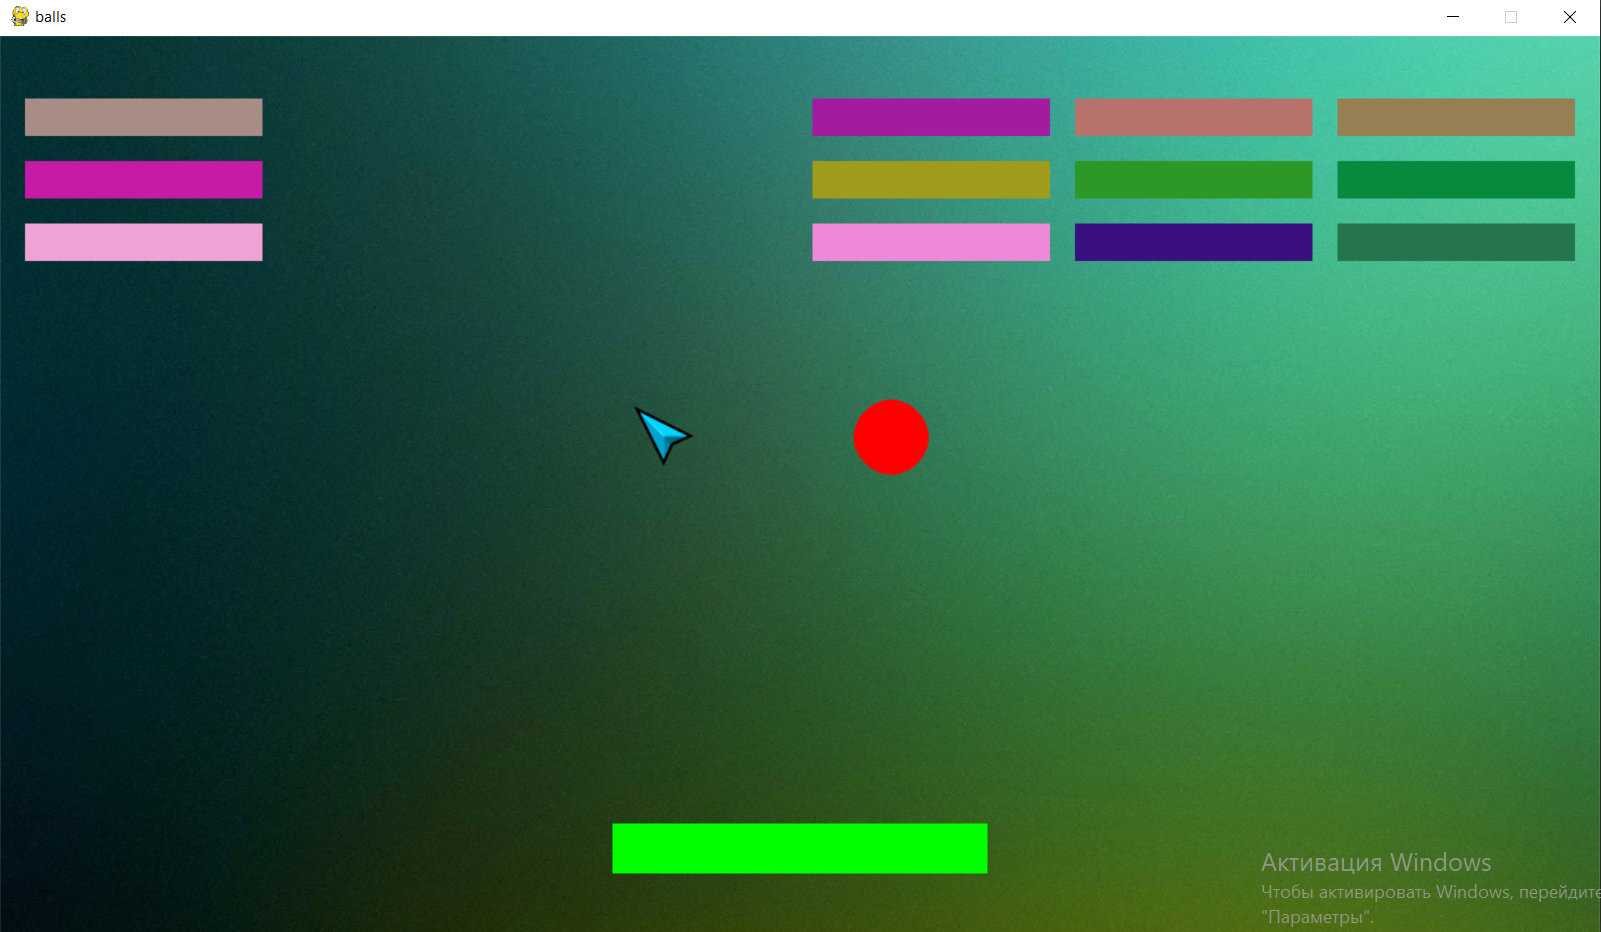 balls
Активация Windows
Чтобы активировать Windows, перейдите
"Параметры".